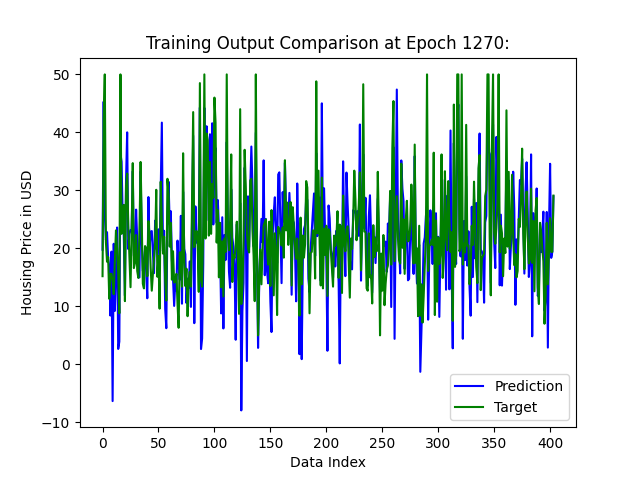 Training Output Comparison at Epoch 1270:
50
40
30
20
10
0
−10
Housing Price in USD
0 50 100 150 200 250 300 350 400
Data Index
Prediction
Target